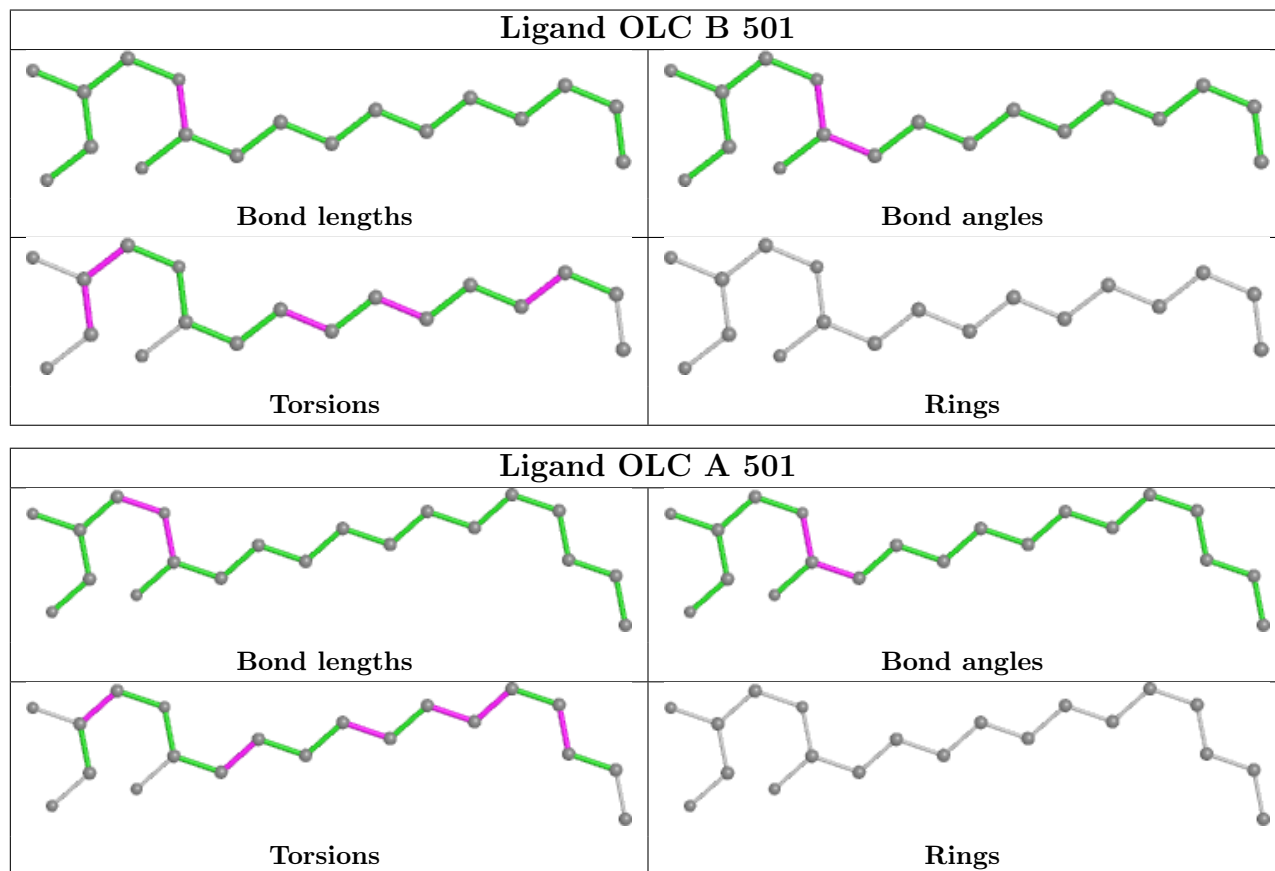 Ligand OLC B 501
Bond lengths
Bond angles
Torsions
Rings
Ligand OLC A 501
Bond lengths
Bond angles
Torsions
Rings